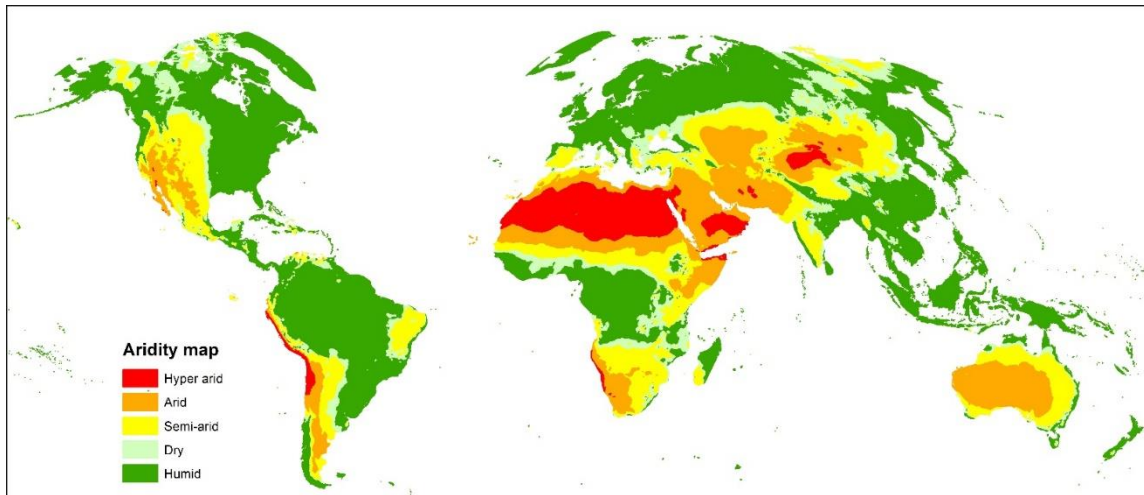 Aridity map
Hyper arid
Arid
Semi-arid
Dry
Humid